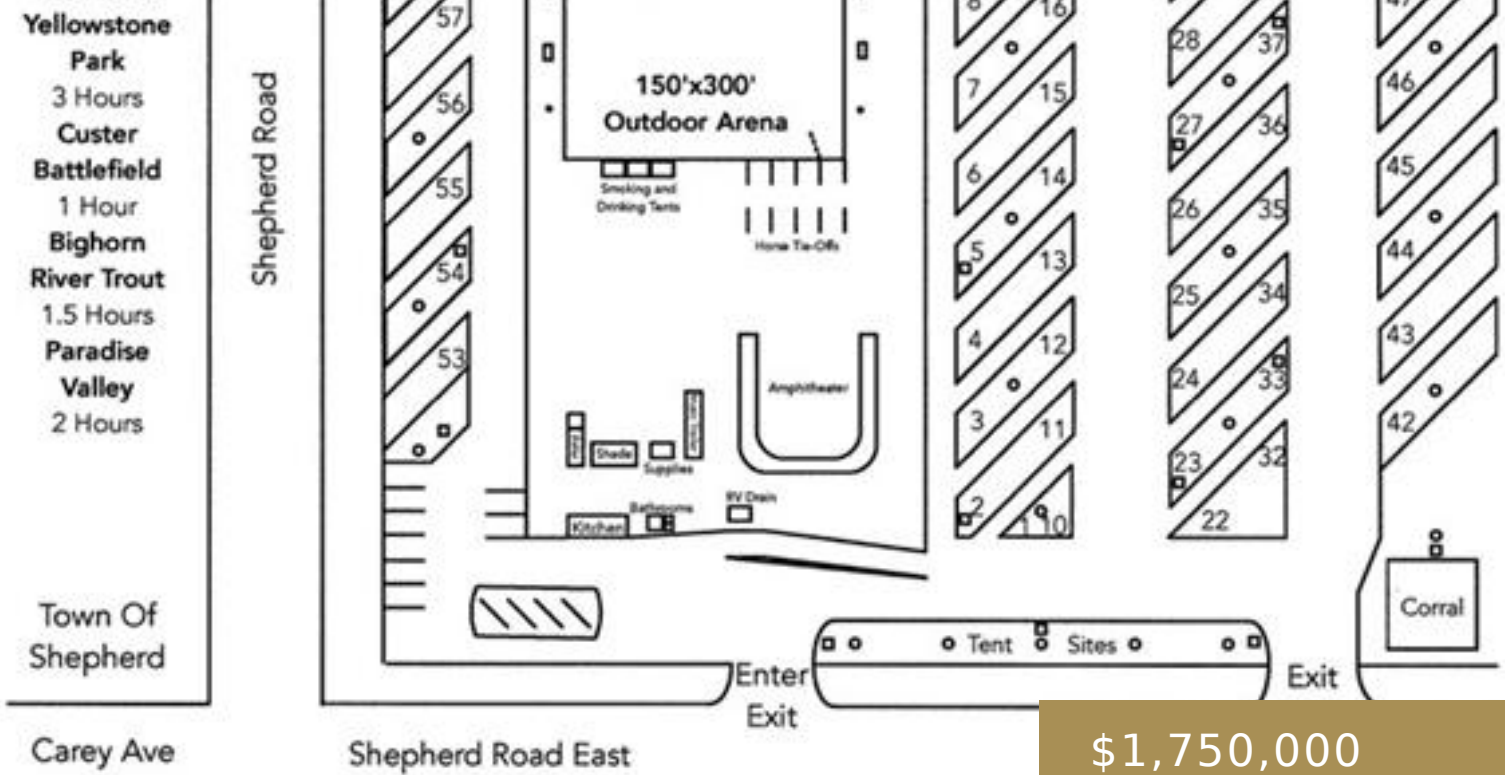 Yellowstone
Park
3 Hours
Custer
Battlefield
1 Hour
Bighorn
River Trout
1.5 Hours
Paradise
Valley
2 Hours
Town Of
Shepherd
Carey Ave
Shepherd Road
Shepherd Road East
57
56
55
54
53
150'x300'
Outdoor Arena
Smoking and
Drinking Tents
Horse Tie-Offs
Amphitheater
Shade
Supplies
Bathrooms
Kitchen
RV Drain
8
7
6
5
4
3
2
1
16
15
14
13
12
11
10
28
27
26
25
24
23
22
37
36
35
34
33
32
47
46
45
44
43
42
Corral
Tent Sites
Enter
Exit
Exit
$1,750,000